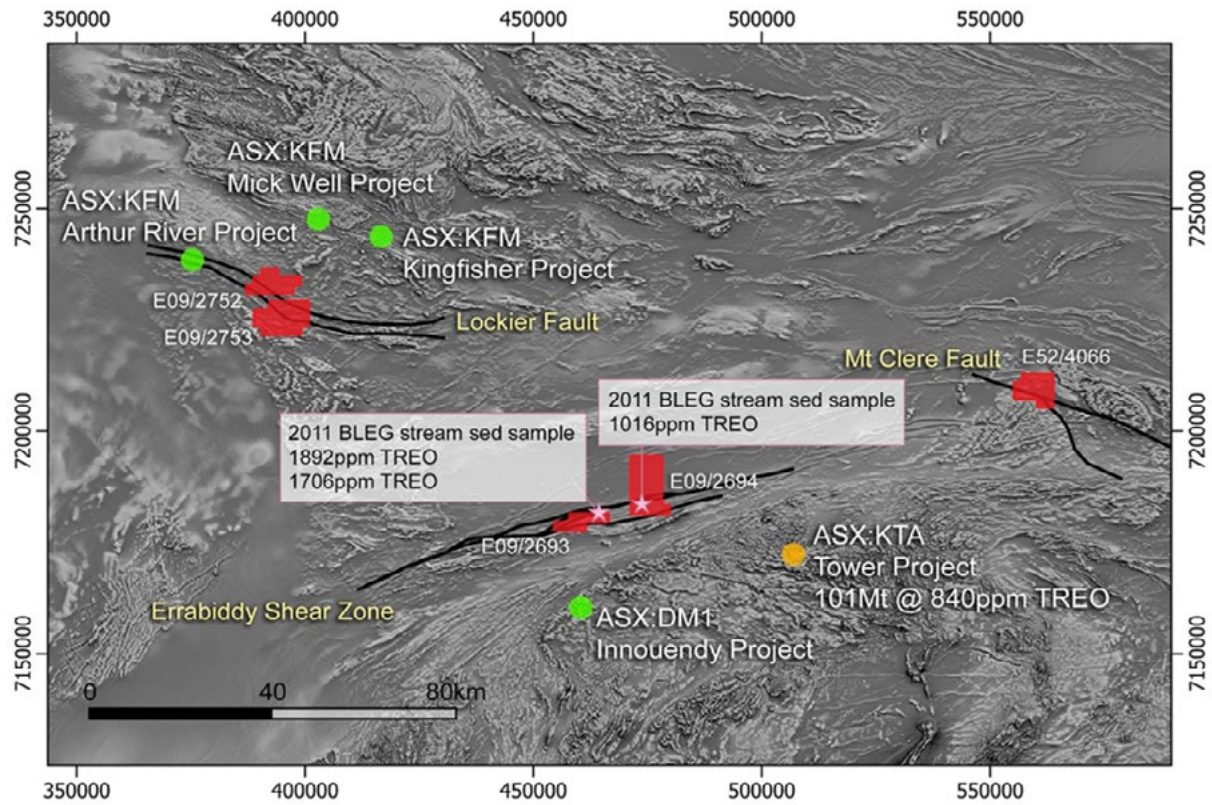 350000
400000
450000
500000
550000
ASX:KFM
Mick Well Project
ASX:KFM
Arthur River Project
ASX:KFM
Kingfisher Project
7250000
7250000
E09/2752
E09/2753
Lockier Fault
Mt Clere Fault
E52/4066
2011 BLEG stream sed sample
1016ppm TREO
2011 BLEG stream sed sample
1892ppm TREO
1706ppm TREO
7200000
7200000
E09/2694
E09/2693
ASX:KTA
Tower Project
101Mt @ 840ppm TREO
Errabiddy Shear Zone
ASX:DM1
Innouendy Project
7150000
7150000
0
40
80km
350000
400000
450000
500000
550000